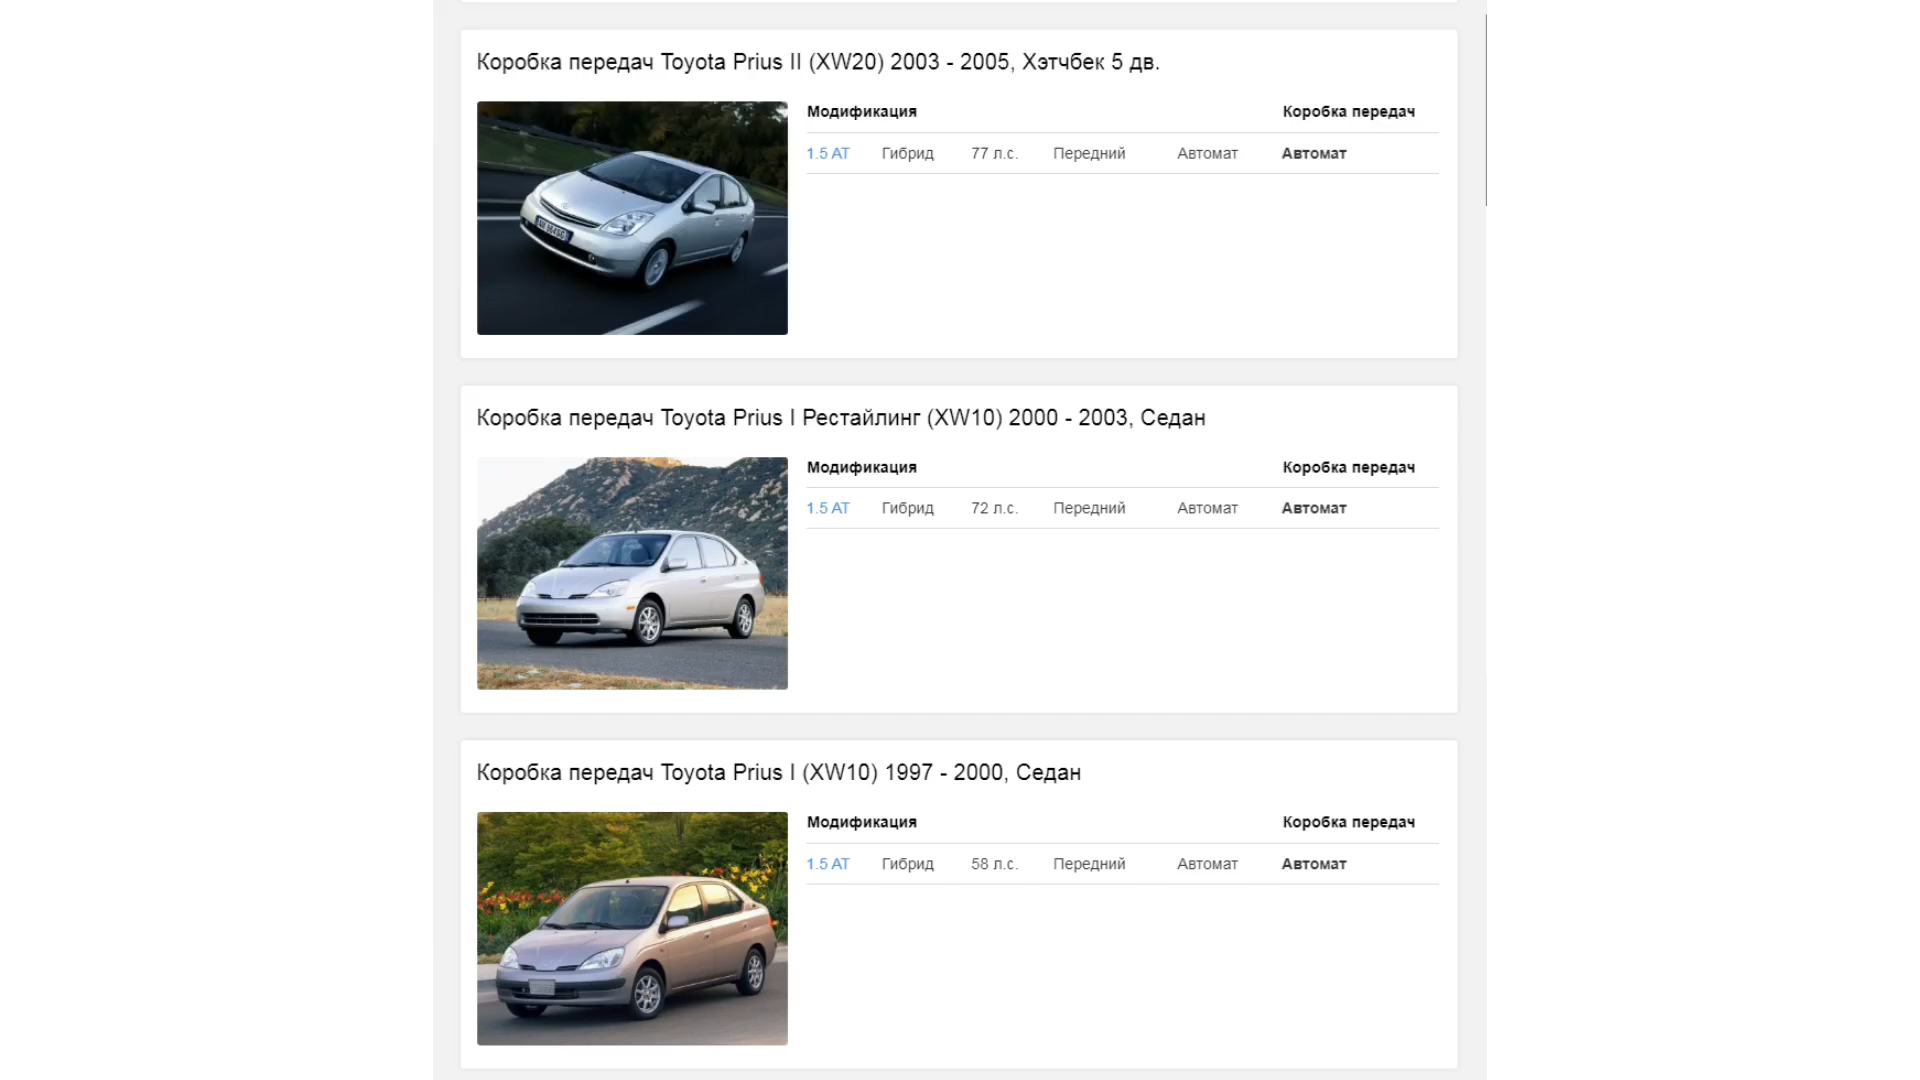 Коробка передач Toyota Prius II (XW20) 2003 - 2005, Хэтчбек 5 дв.
Модификация Коробка передач
1.5 AT Гибрид 77 л.с. Передний Автомат Автомат
Коробка передач Toyota Prius I Рестайлинг (XW10) 2000 - 2003, Седан
Модификация Коробка передач
1.5 AT Гибрид 72 л.с. Передний Автомат Автомат
Коробка передач Toyota Prius I (XW10) 1997 - 2000, Седан
Модификация Коробка передач
1.5 AT Гибрид 58 л.с. Передний Автомат Автомат